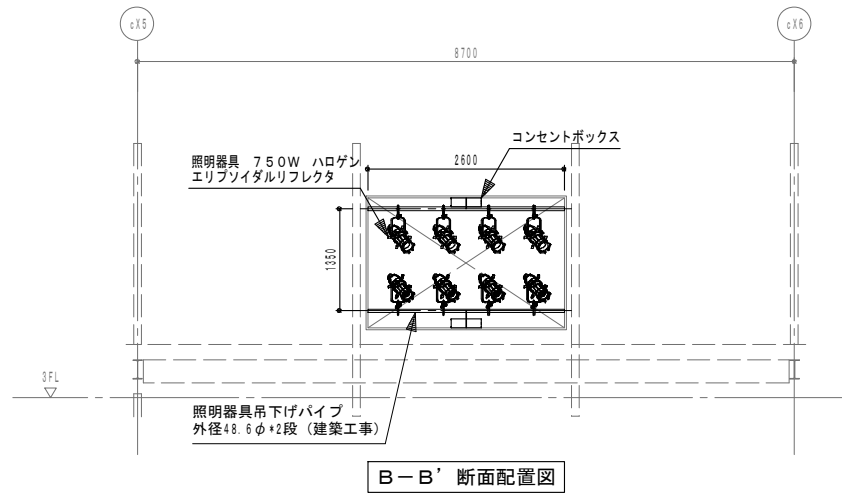 cX5
cX6
8700
コンセントボックス
照明器具 750W ハロゲン
エリプソイダルリフレクタ
2600
1350
3FL
照明器具吊下げパイプ
外径48.6φ*2段(建築工事)
B-B’ 断面配置図